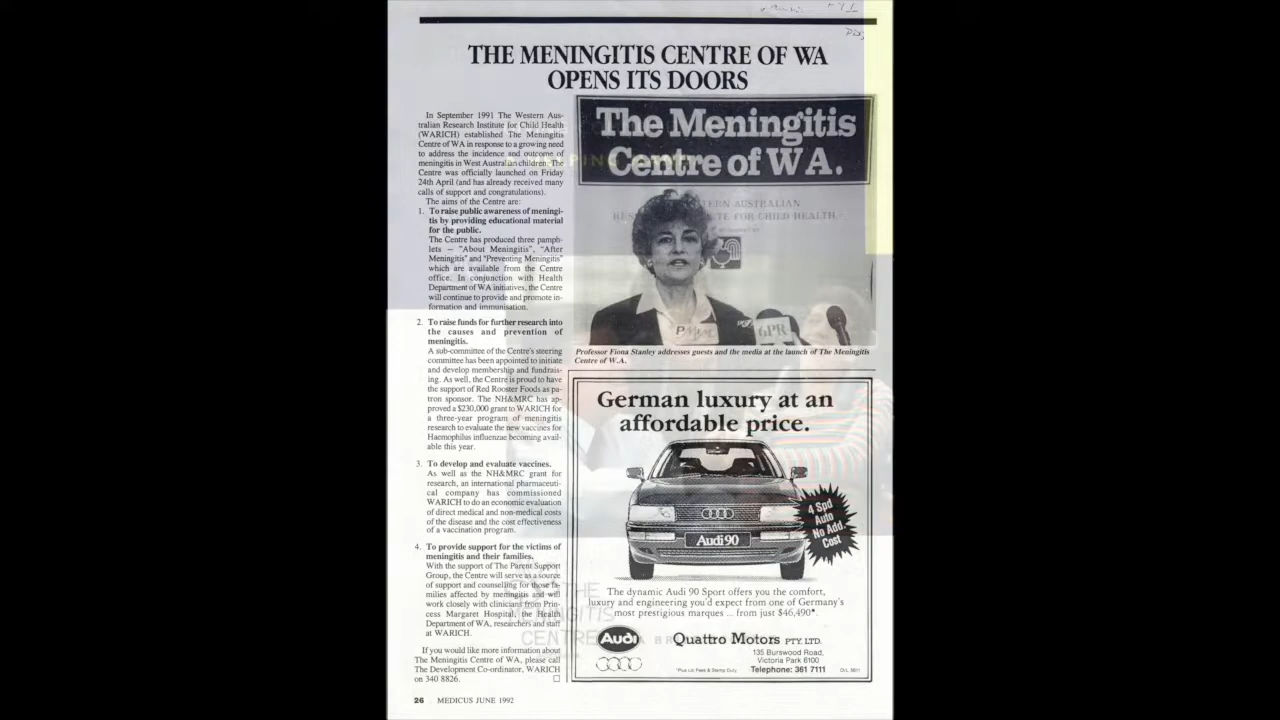 THE MENINGITIS CENTRE OF WA
OPENS ITS DOORS
In September 1991 The Western Aus-
tralian Research Institute for Child Health
(WARICH) established The Meningitis
Centre of WA in response to a growing need
to address the incidence and outcome of
meningitis in West Australian children. The
Centre was officially launched on Friday
24th April (and has already received many
calls of support and congratulations).
The aims of the Centre are:
1. To raise public awareness of meningi-
tis by providing educational material
for the public.
The Centre has produced three pamph-
lets — "About Meningitis", "After
Meningitis" and "Preventing Meningitis"
which are available from the Centre
office. In conjunction with Health
Department of WA initiatives, the Centre
will continue to provide and promote in-
formation and immunisation.
2. To raise funds for further research into
the causes and prevention of
meningitis.
A sub-committee of the Centre's steering
committee has been appointed to initiate
and develop membership and fundrais-
ing. As well, the Centre is proud to have
the support of Red Rooster Foods as pa-
tron sponsor. The NH&MRC has ap-
proved a $230,000 grant to WARICH for
a three-year program of meningitis
research to evaluate the new vaccines for
Haemophilus influenzae becoming avail-
able this year.
3. To develop and evaluate vaccines.
As well as the NH&MRC grant for
research, an international pharmaceuti-
cal company has commissioned
WARICH to do an economic evaluation
of direct medical and non-medical costs
of the disease and the cost effectiveness
of a vaccination program.
4. To provide support for the victims of
meningitis and their families.
With the support of The Parent Support
Group, the Centre will serve as a source
of support and counselling for those fa-
milies affected by meningitis and will
work closely with clinicians from Prin-
cess Margaret Hospital, the Health
Department of WA, researchers and staff
at WARICH.
If you would like more information about
The Meningitis Centre of WA, please call
The Development Co-ordinator, WARICH
on 340 8826.
The Meningitis
Centre of WA.
TERN AUSTRALIAN
TE FOR CHILD HEALTH
6PR
Professor Fiona Stanley addresses guests and the media at the launch of The Meningitis
Centre of W.A.
German luxury at an
affordable price.
4 Spd
Auto
No Add.
Cost
Audi 90
The dynamic Audi 90 Sport offers you the comfort,
luxury and engineering you'd expect from one of Germany's
most prestigious marques ... from just $46,490*.
Audi
Quattro Motors PTY. LTD.
135 Burswood Road,
Victoria Park 6100
*Plus Lic Fees & Stamp Duty
Telephone: 361 7111
THE
MENINGITIS
CENTRE
26 MEDICUS JUNE 1992